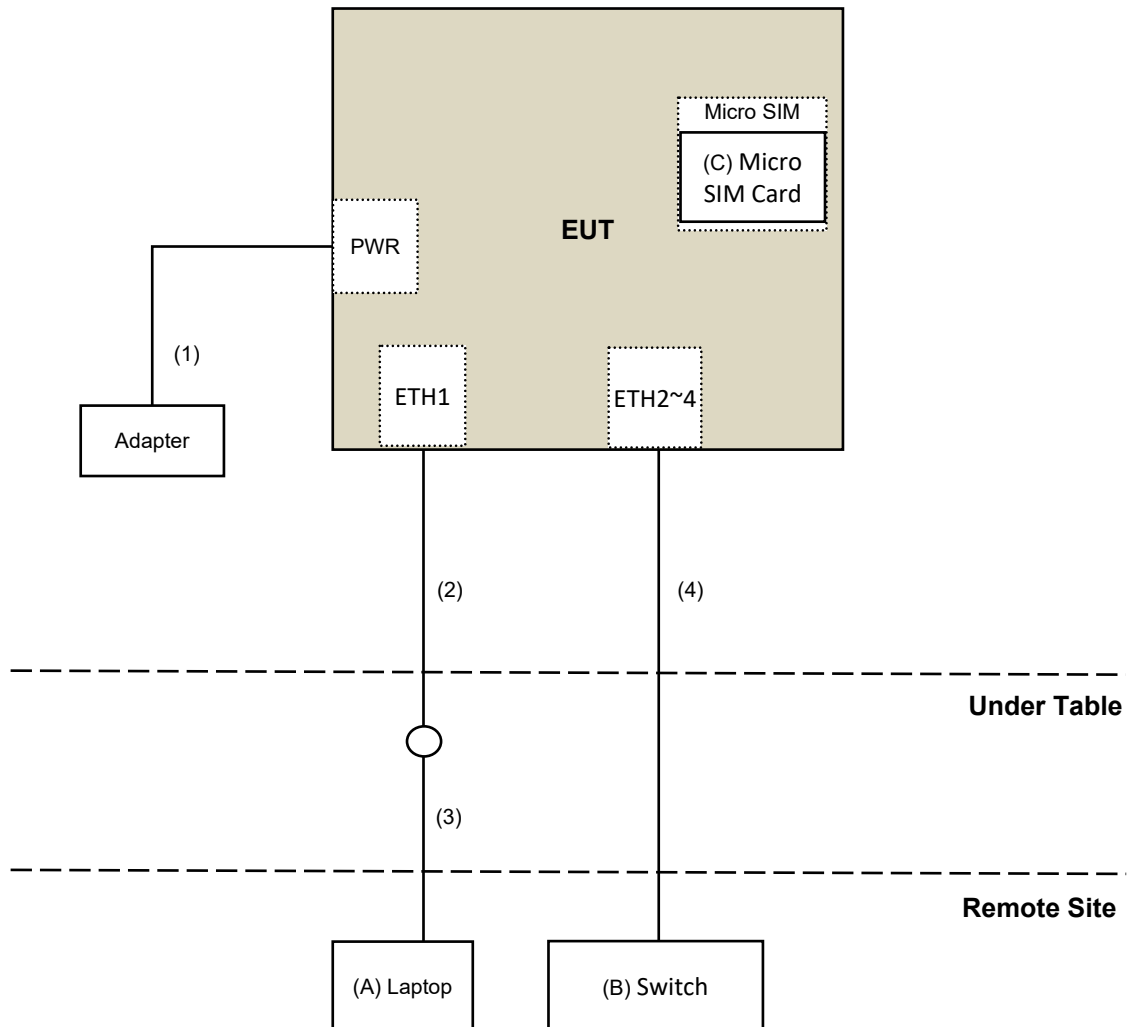 Micro SIM
(C) Micro
SIM Card
EUT
PWR
(1)
ETH1
ETH2~4
Adapter
(2)
(4)
Under Table
(3)
Remote Site
(A) Laptop
(B) Switch